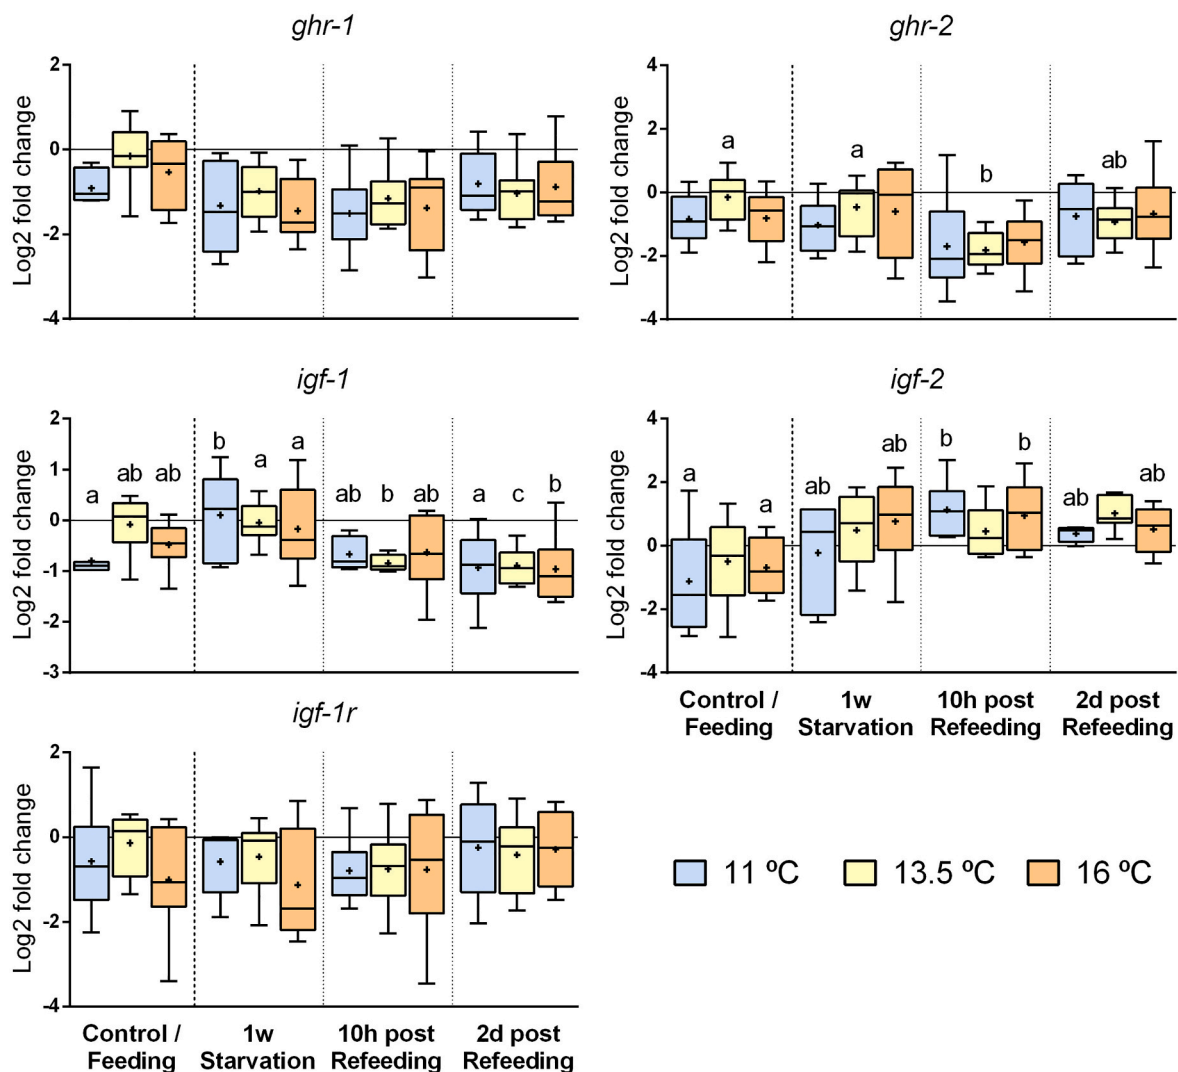 ghr-1
ghr-2
Log2 fold change
2
0
-2
-4
Log2 fold change
4
2
0
-2
-4
a
a
b
ab
igf-1
igf-2
Log2 fold change
2
1
0
-1
-2
-3
a
ab
ab
b
a
a
ab
b
ab
a
c
b
Log2 fold change
4
2
0
-2
-4
a
a
ab
ab
b
b
ab
ab
Control / Feeding
1w Starvation
10h post Refeeding
2d post Refeeding
igf-1r
Log2 fold change
2
0
-2
-4
Control / Feeding
1w Starvation
10h post Refeeding
2d post Refeeding
11 ºC
13.5 ºC
16 ºC